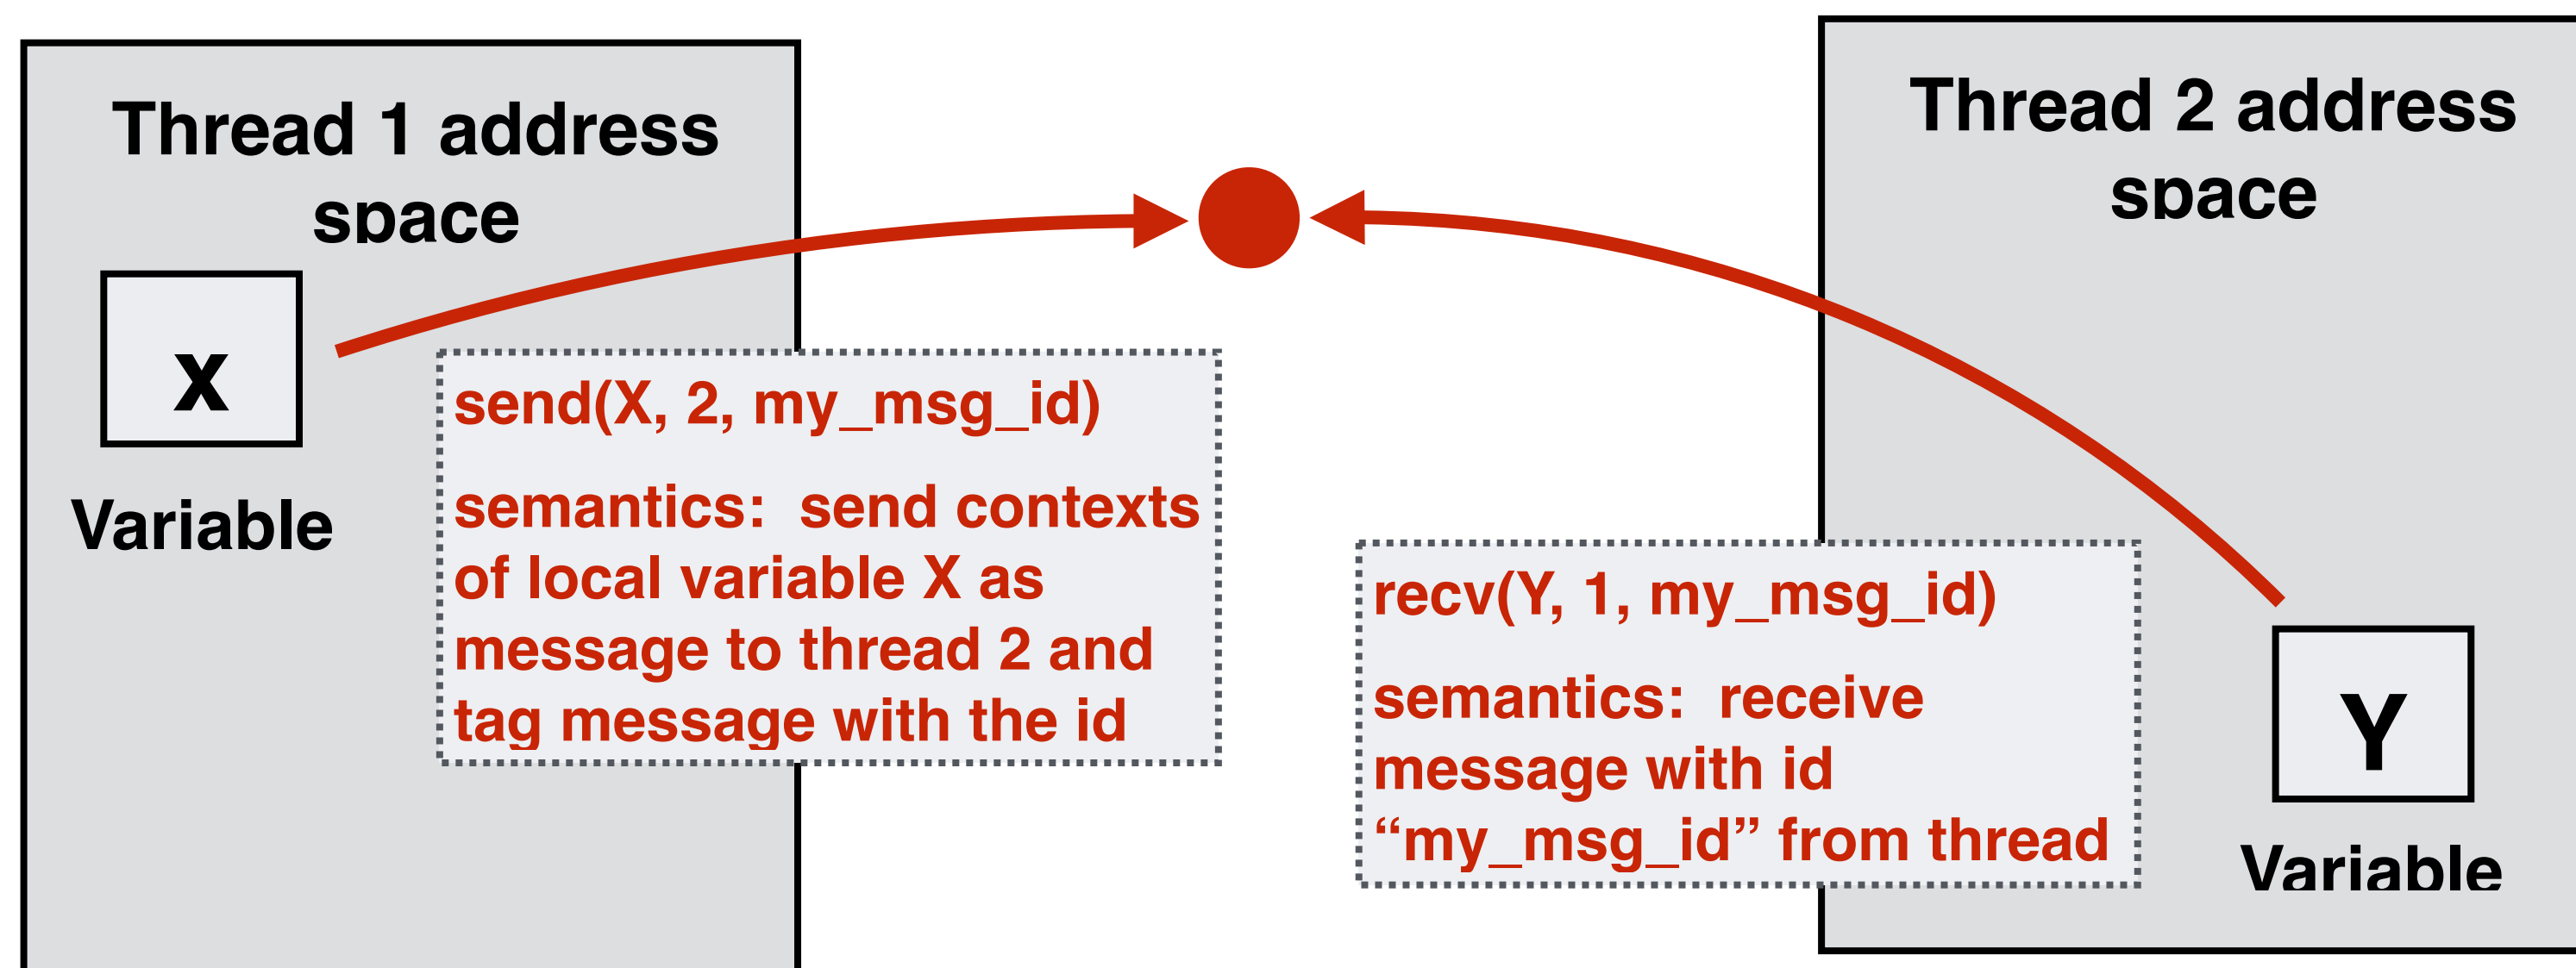 Thread 1 address
space
x
Variable
send(X, 2, my_msg_id)
semantics:  send contexts
of local variable X as
message to thread 2 and
tag message with the id
Thread 2 address
space
recv(Y, 1, my_msg_id)
semantics:  receive
message with id
“my_msg_id” from thread
Y
Variable